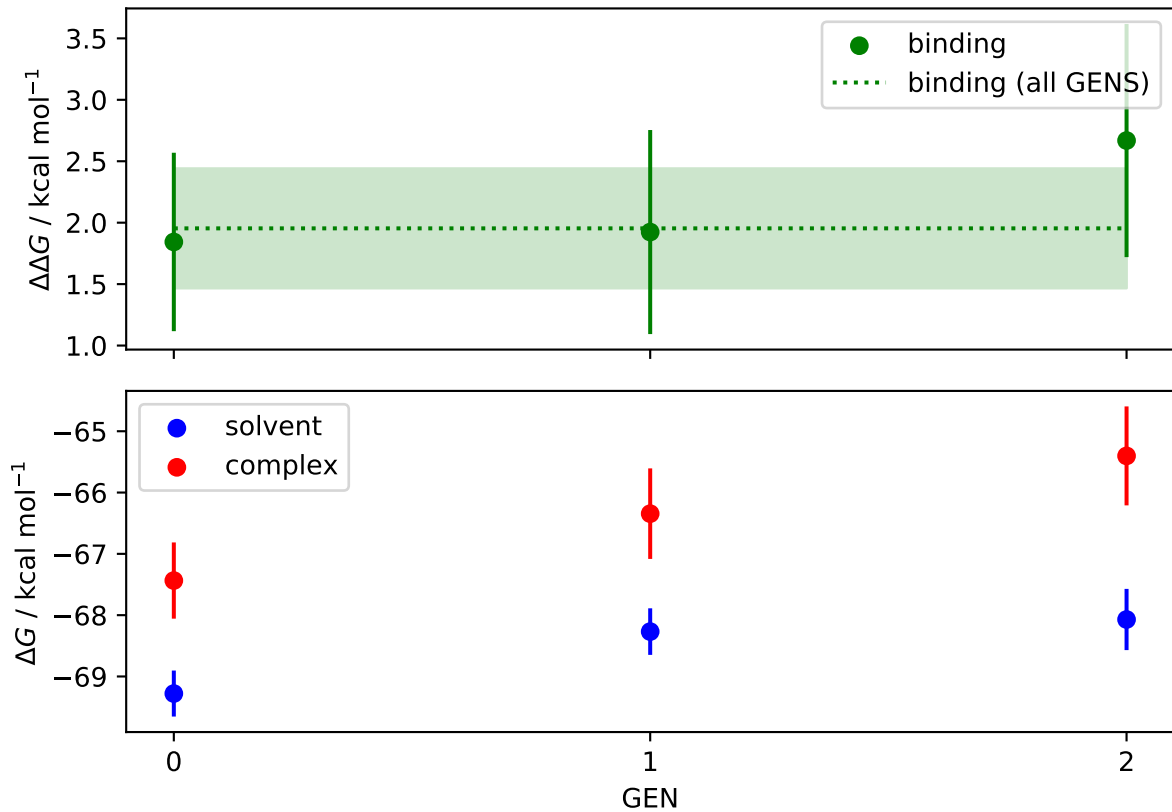 3.5
3.0
2.5
2.0
1.5
1.0
ΔΔG / kcal mol⁻¹
binding
binding (all GENS)
−65
−66
−67
−68
−69
ΔG / kcal mol⁻¹
solvent
complex
0 1 2
GEN